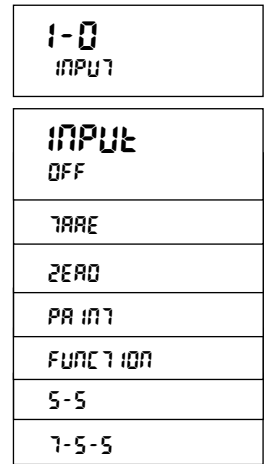 1-0
INPUT
INPUt
OFF
TARE
ZERO
PRINT
FUNCTION
S-S
T-S-S